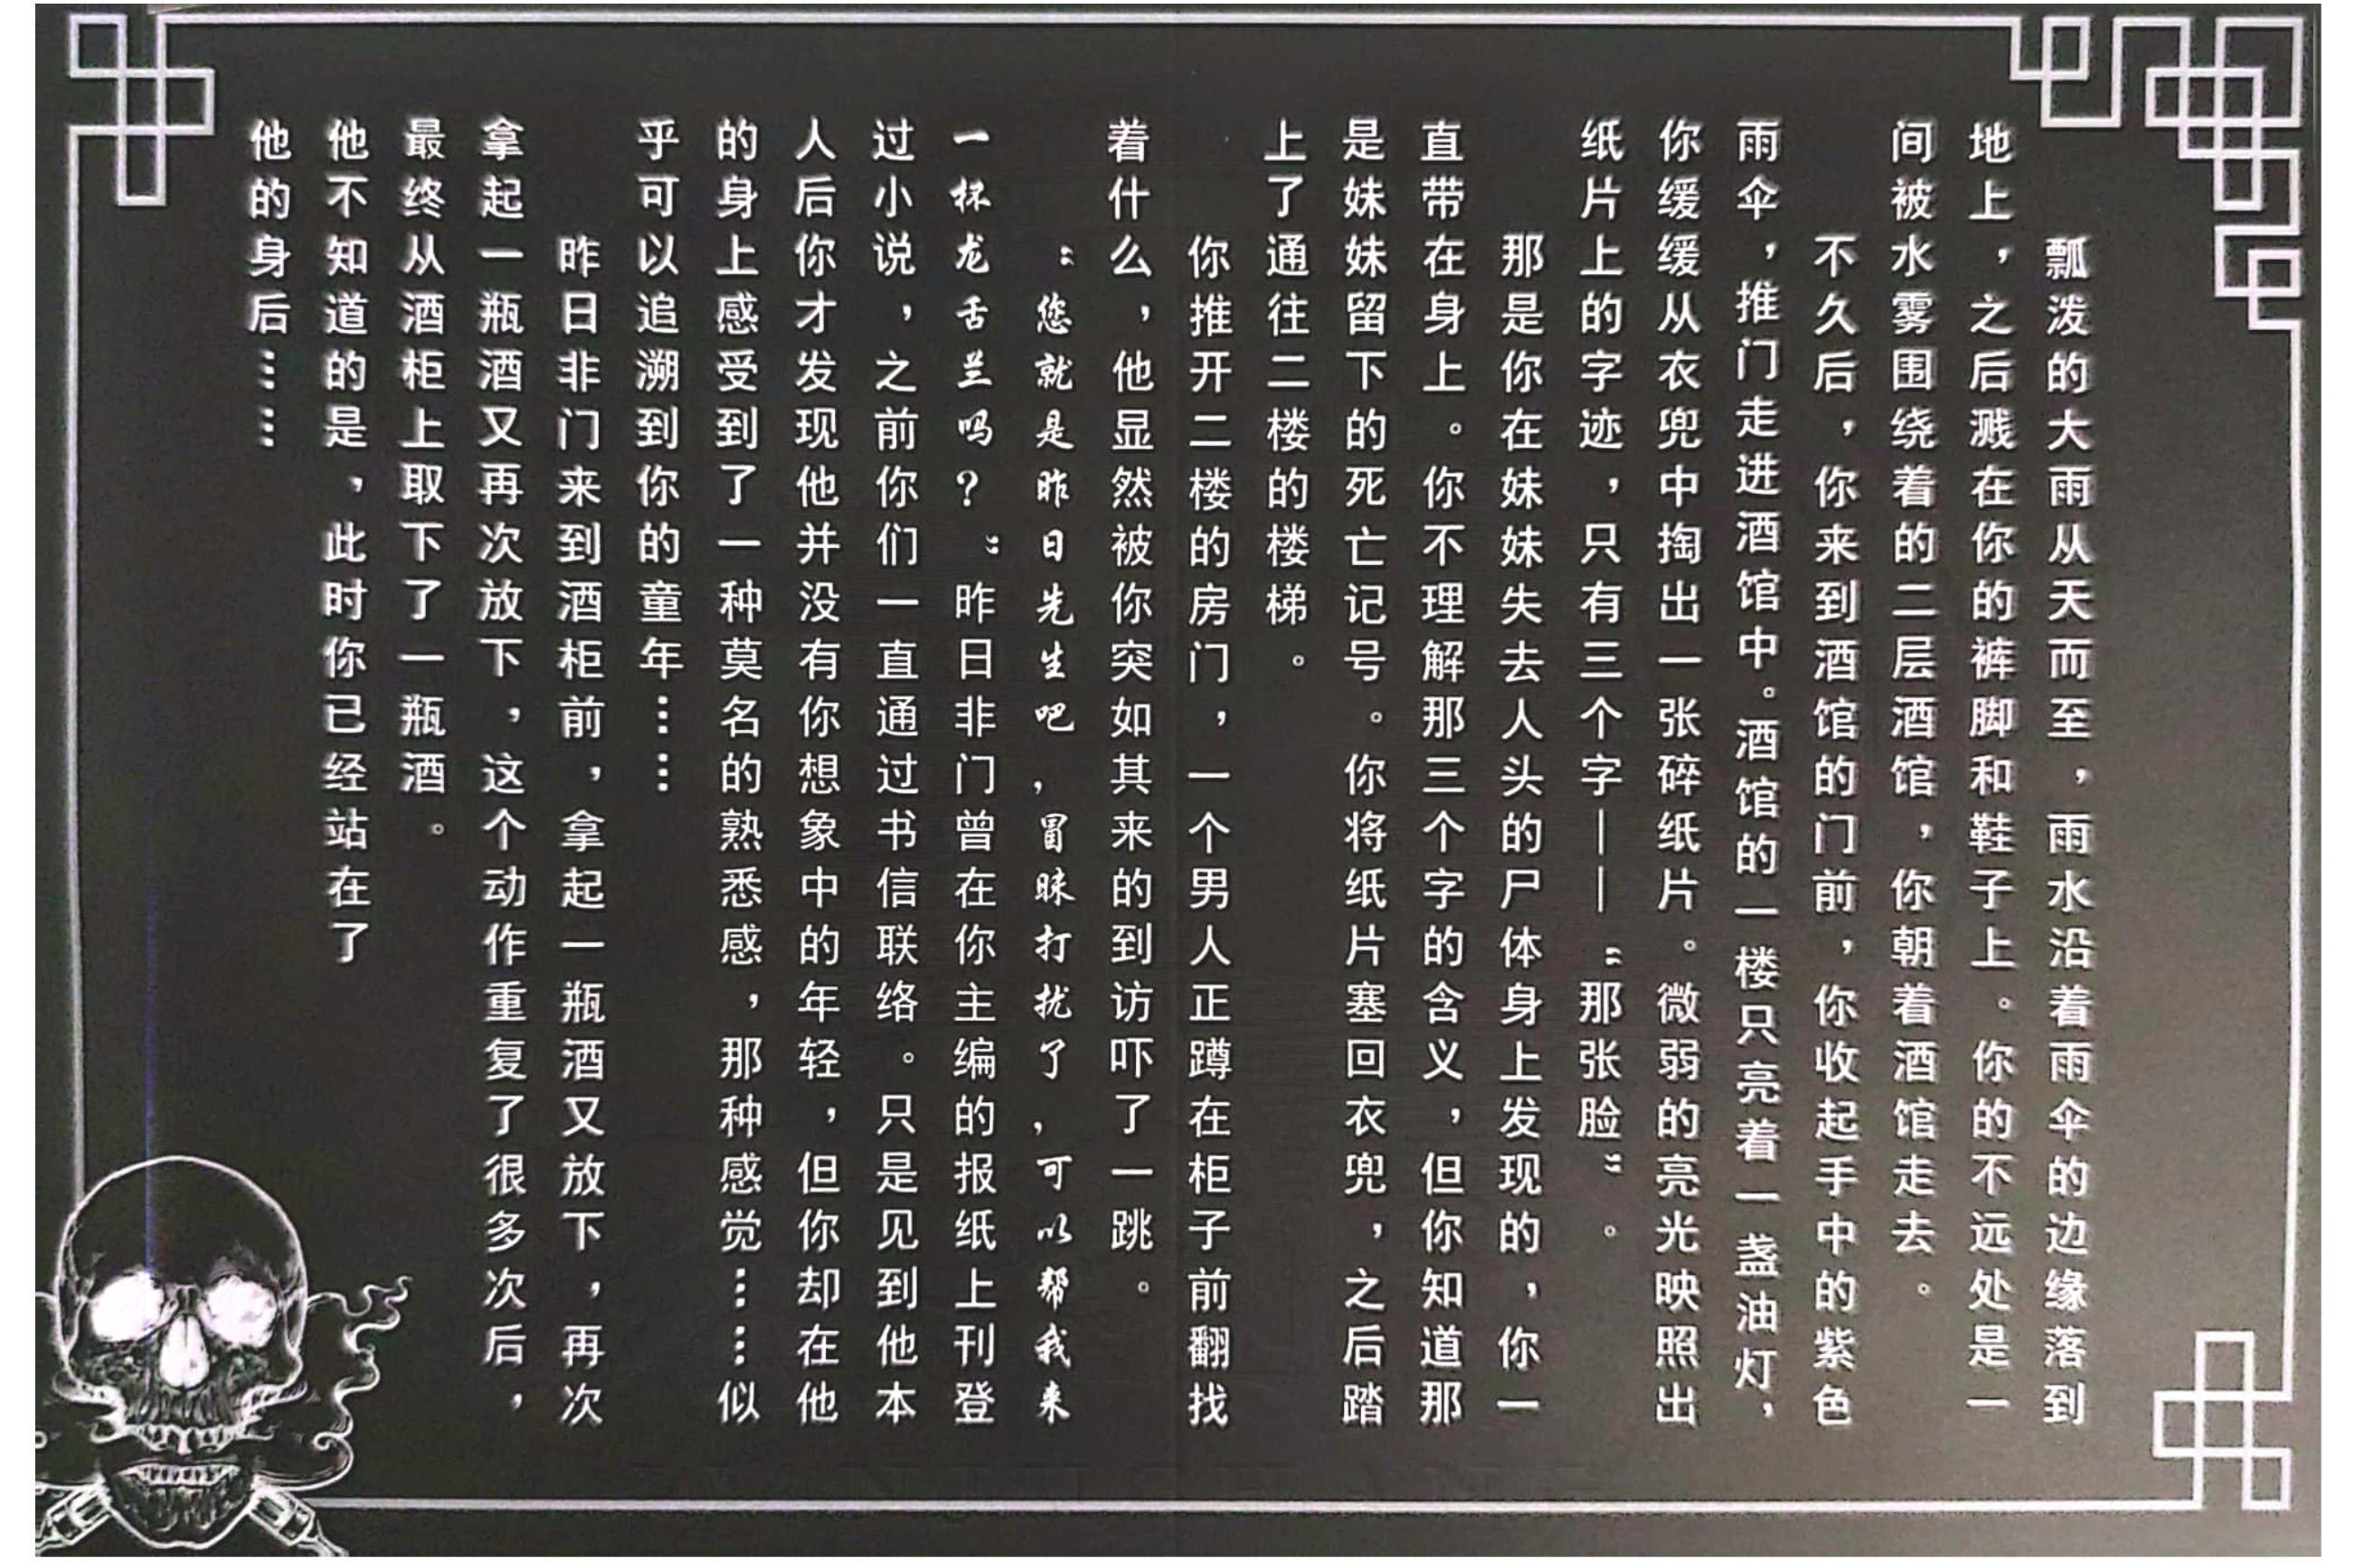 瓢泼的大雨从天而至，雨水沿着雨伞的边缘落到
地上，之后溅在你的裤脚和鞋子上。你的不远处是一
间被水雾围绕着的二层酒馆，你朝着酒馆走去。
不久后，你来到酒馆的门前，你收起手中的紫色
雨伞，推门走进酒馆中。酒馆的一楼只亮着一盏油灯，
你缓缓从衣兜中掏出一张碎纸片。微弱的亮光映照出
纸片上的字迹，只有三个字——“那张脸”。
那是你在妹妹失去人头的尸体身上发现的，你一
直带在身上。你不理解那三个字的含义，但你知道那
是妹妹留下的死亡记号。你将纸片塞回衣兜，之后踏
上了通往二楼的楼梯。
你推开二楼的房门，一个男人正蹲在柜子前翻找
着什么，他显然被你突如其来的到访吓了一跳。
“您就是昨日先生吧，冒昧打扰了，可以帮我来
一杯龙舌兰吗？”昨日非门曾在你主编的报纸上刊登
过小说，之前你们一直通过书信联络。只是见到他本
人后你才发现他并没有你想象中的年轻，但你却在他
的身上感受到了一种莫名的熟悉感，那种感觉……似
乎可以追溯到你的童年……
昨日非门来到酒柜前，拿起一瓶酒又放下，再次
拿起一瓶酒又再次放下，这个动作重复了很多次后，
最终从酒柜上取下了一瓶酒。
他不知道的是，此时你已经站在了
他的身后……